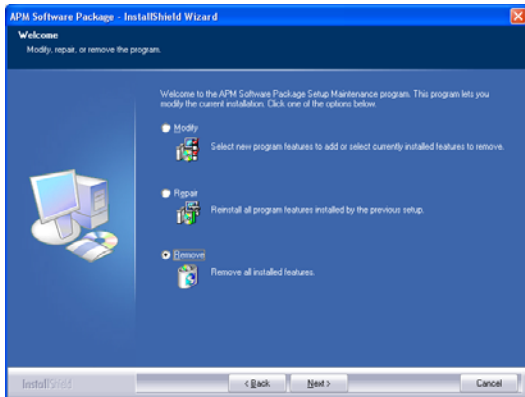 APM Software Package - InstallShield Wizard
Welcome
Modify, repair, or remove the program.
Welcome to the APM Software Package Setup Maintenance program. This program lets you
modify the current installation. Click one of the options below.
Modify
Select new program features to add or select currently installed features to remove.
Repair
Reinstall all program features installed by the previous setup.
Remove
Remove all installed features.
InstallShield
< Back
Next >
Cancel